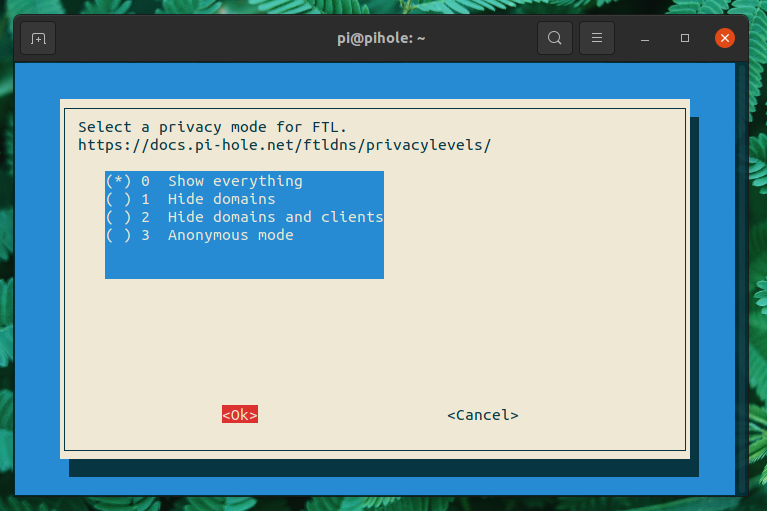 pi@pihole: ~
Select a privacy mode for FTL.
https://docs.pi-hole.net/ftldns/privacylevels/
(*) 0  Show everything
( ) 1  Hide domains
( ) 2  Hide domains and clients
( ) 3  Anonymous mode
<Ok> <Cancel>